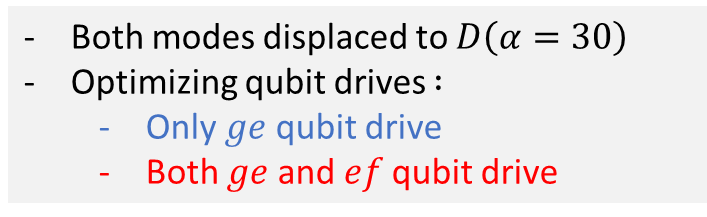 - Both modes displaced to D(α = 30)
- Optimizing qubit drives :
- Only ge qubit drive
- Both ge and ef qubit drive